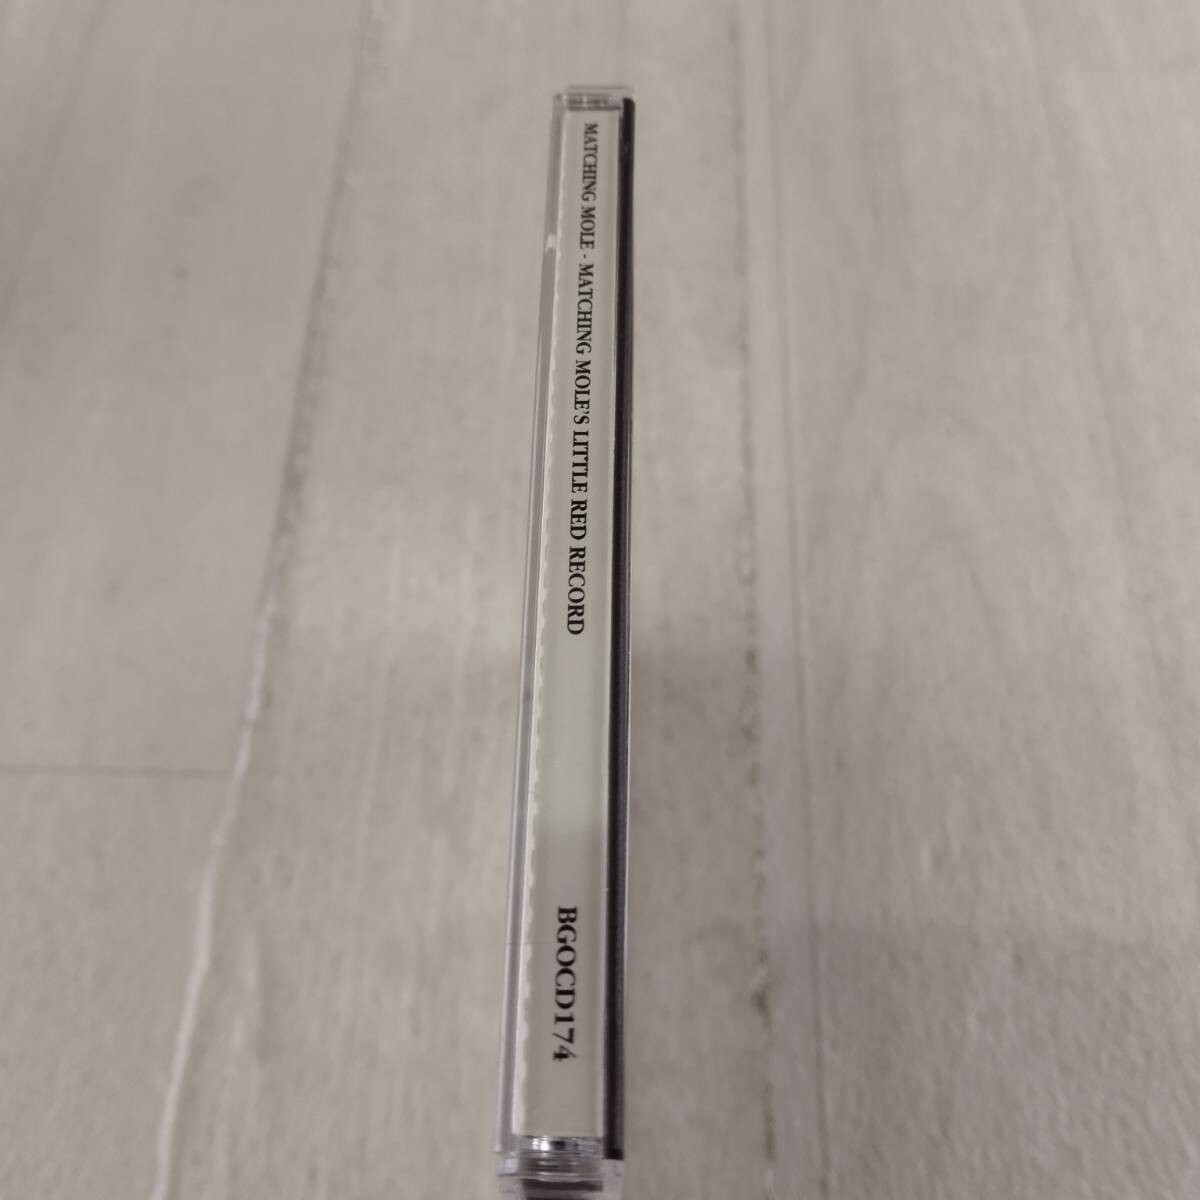 MATCHING MOLE - MATCHING MOLE'S LITTLE RED RECORD
BGOCD174